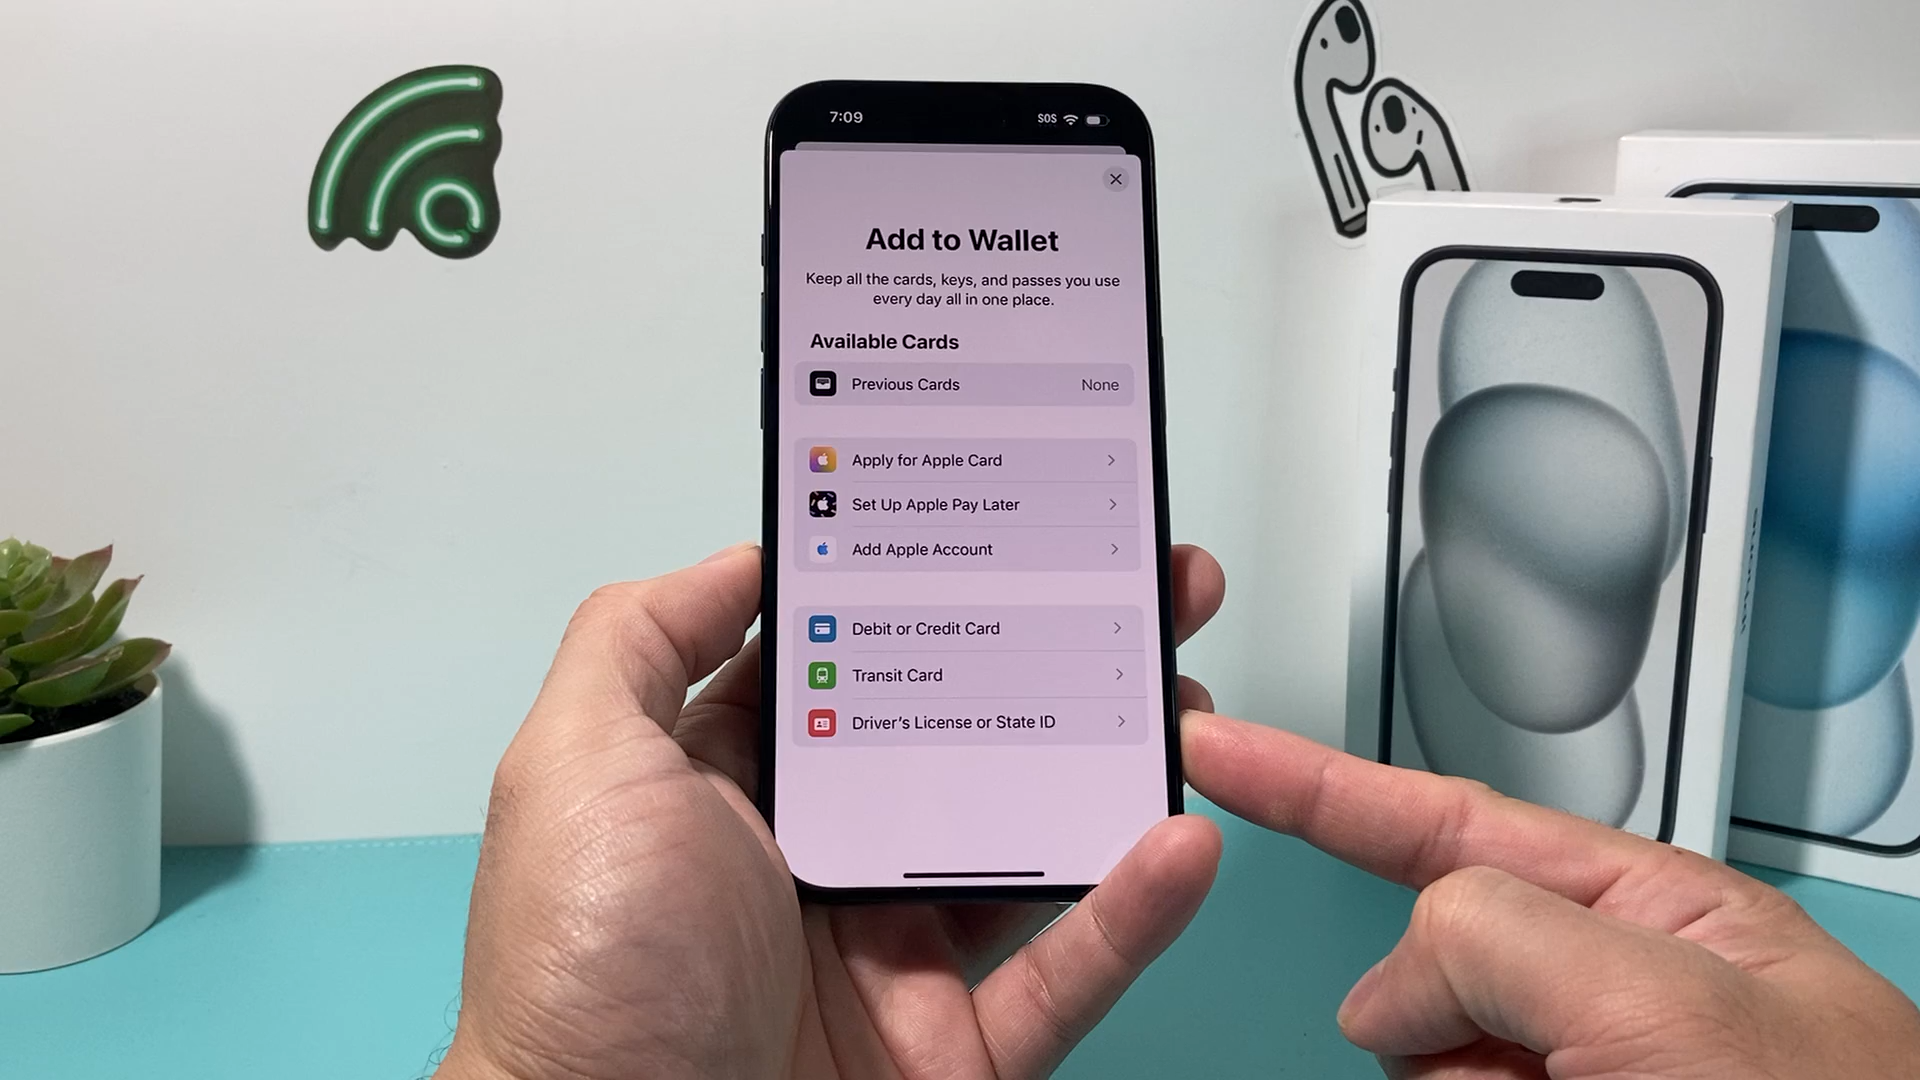 7:09
SOS
Add to Wallet
Keep all the cards, keys, and passes you use
every day all in one place.
Available Cards
Previous Cards None
Apply for Apple Card
Set Up Apple Pay Later
Add Apple Account
Debit or Credit Card
Transit Card
Driver's License or State ID
iPhone